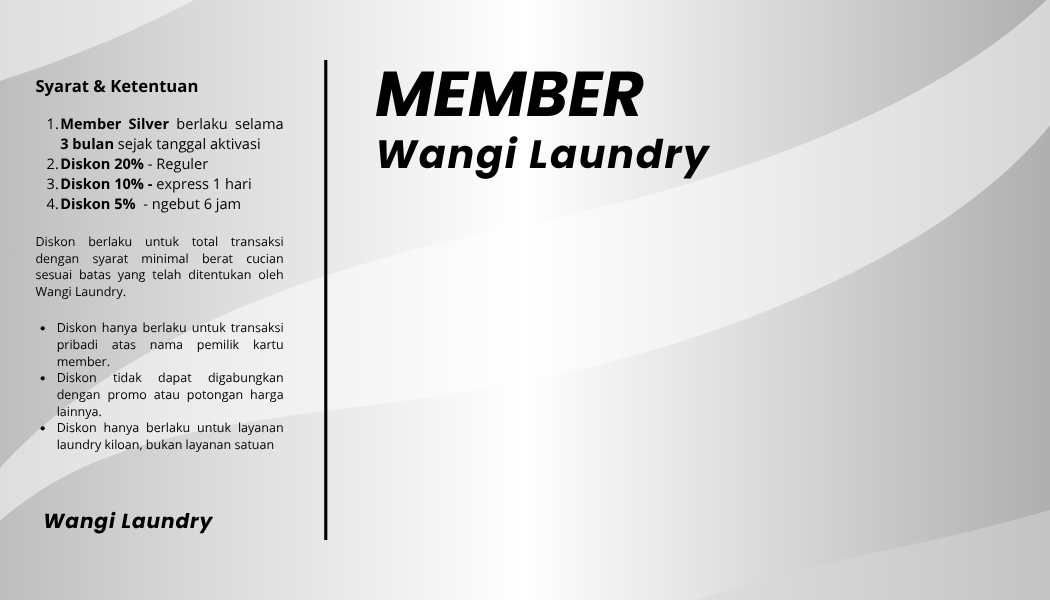 Syarat & Ketentuan
1. Member Silver berlaku selama
3 bulan sejak tanggal aktivasi
2. Diskon 20% - Reguler
3. Diskon 10% - express 1 hari
4. Diskon 5% - ngebut 6 jam
Diskon berlaku untuk total transaksi
dengan syarat minimal berat cucian
sesuai batas yang telah ditentukan oleh
Wangi Laundry.
• Diskon hanya berlaku untuk transaksi
pribadi atas nama pemilik kartu
member.
• Diskon tidak dapat digabungkan
dengan promo atau potongan harga
lainnya.
• Diskon hanya berlaku untuk layanan
laundry kiloan, bukan layanan satuan
Wangi Laundry
MEMBER
Wangi Laundry